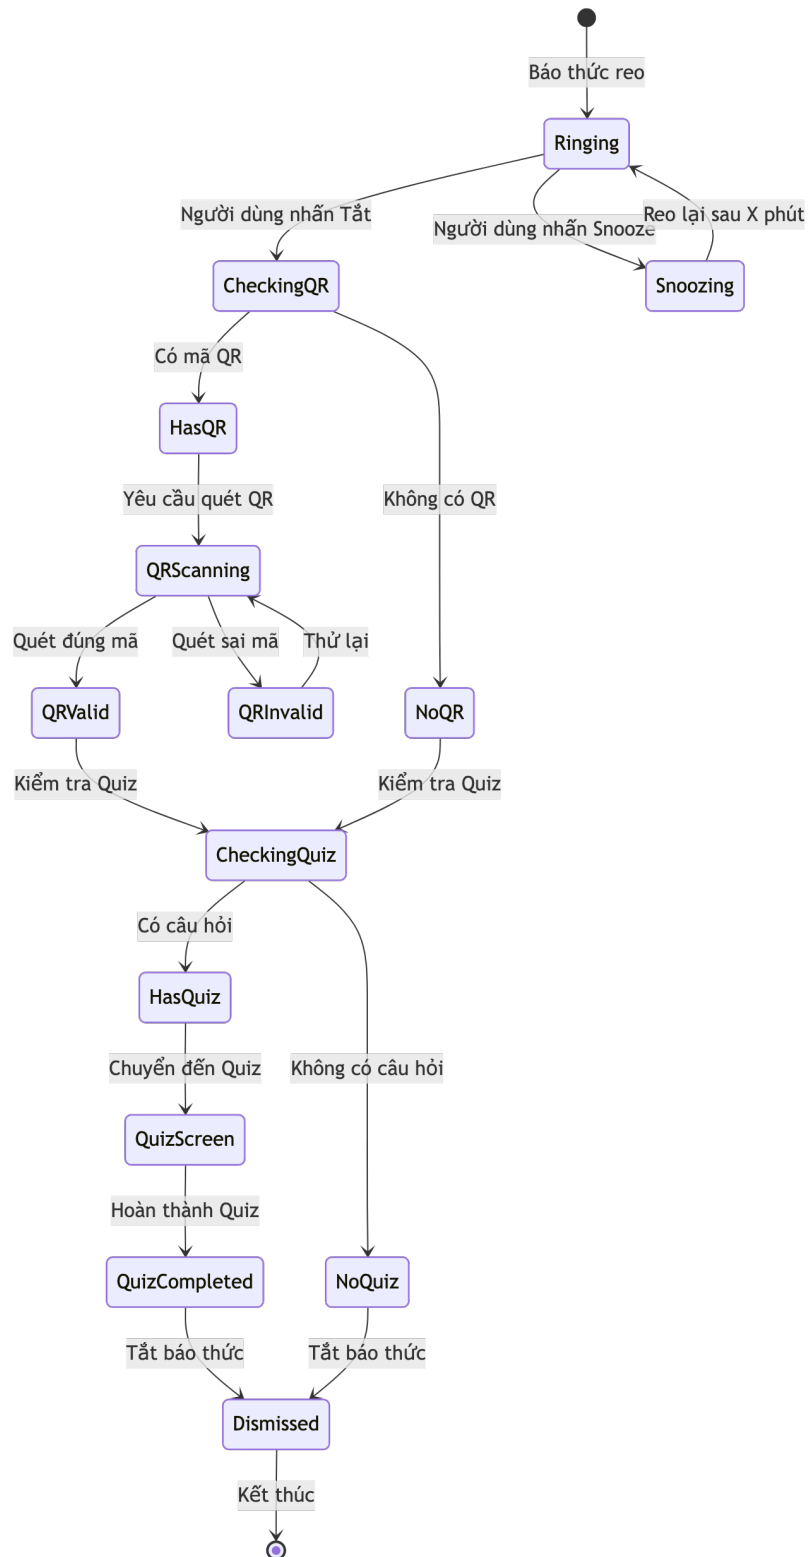 Báo thức reo
Ringing
Người dùng nhấn Tắt
Người dùng nhấn Snooze
Reo lại sau X phút
CheckingQR
Snoozing
Có mã QR
HasQR
Yêu cầu quét QR
Không có QR
QRScanning
Quét đúng mã
Quét sai mã
Thử lại
QRValid
QRInvalid
NoQR
Kiểm tra Quiz
Kiểm tra Quiz
CheckingQuiz
Có câu hỏi
HasQuiz
Chuyển đến Quiz
Không có câu hỏi
QuizScreen
Hoàn thành Quiz
QuizCompleted
NoQuiz
Tắt báo thức
Tắt báo thức
Dismissed
Kết thúc